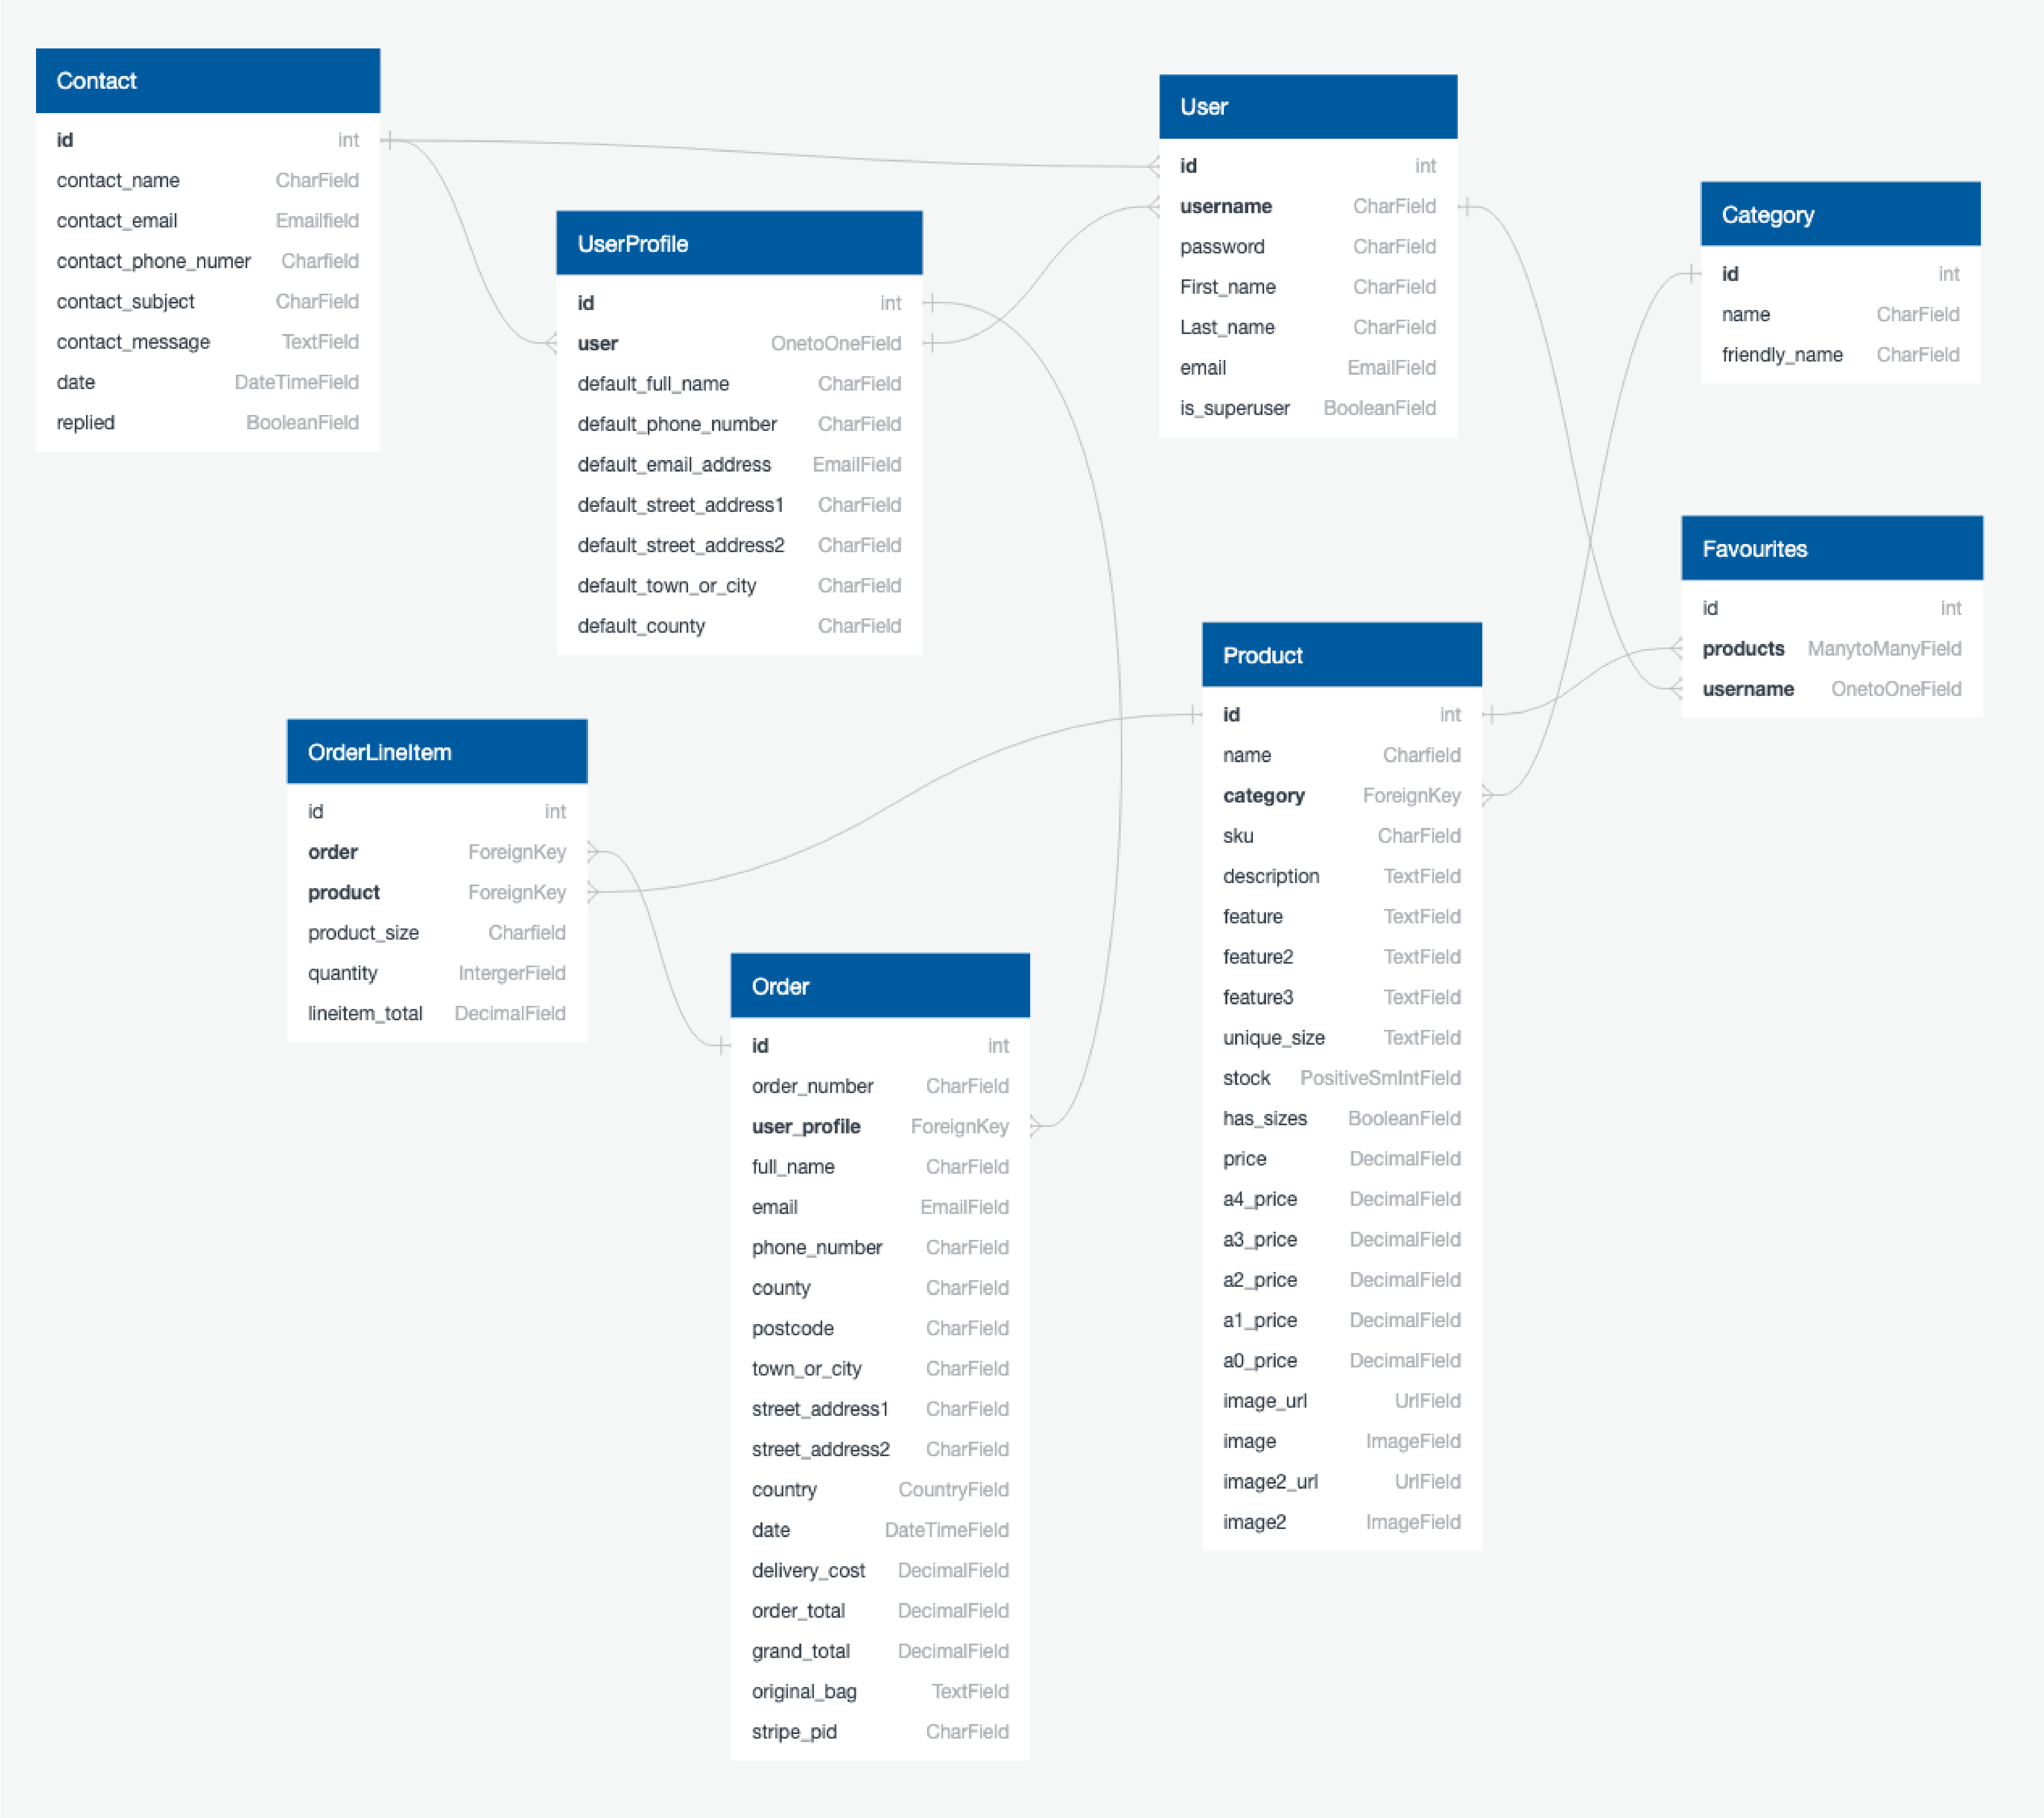 Contact
id int
contact_name CharField
contact_email Emailfield
contact_phone_numer Charfield
contact_subject CharField
contact_message TextField
date DateTimeField
replied BooleanField
UserProfile
id int
user OnetoOneField
default_full_name CharField
default_phone_number CharField
default_email_address EmailField
default_street_address1 CharField
default_street_address2 CharField
default_town_or_city CharField
default_county CharField
User
id int
username CharField
password CharField
First_name CharField
Last_name CharField
email EmailField
is_superuser BooleanField
Category
id int
name CharField
friendly_name CharField
Favourites
id int
products ManytoManyField
username OnetoOneField
OrderLineItem
id int
order ForeignKey
product ForeignKey
product_size Charfield
quantity IntergerField
lineitem_total DecimalField
Order
id int
order_number CharField
user_profile ForeignKey
full_name CharField
email EmailField
phone_number CharField
county CharField
postcode CharField
town_or_city CharField
street_address1 CharField
street_address2 CharField
country CountryField
date DateTimeField
delivery_cost DecimalField
order_total DecimalField
grand_total DecimalField
original_bag TextField
stripe_pid CharField
Product
id int
name Charfield
category ForeignKey
sku CharField
description TextField
feature TextField
feature2 TextField
feature3 TextField
unique_size TextField
stock PositiveSmIntField
has_sizes BooleanField
price DecimalField
a4_price DecimalField
a3_price DecimalField
a2_price DecimalField
a1_price DecimalField
a0_price DecimalField
image_url UrlField
image ImageField
image2_url UrlField
image2 ImageField